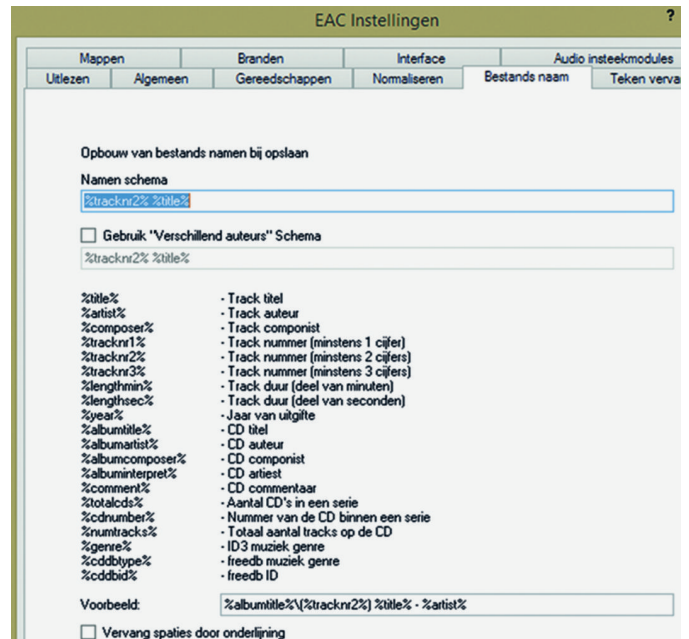 EAC Instellingen ?
Mappen Branden Interface Audio insteekmodules
Uitlezen Algemeen Gereedschappen Normaliseren Bestands naam Teken verva
Opbouw van bestands namen bij opslaan
Namen schema
%tracknr2% %title%
Gebruik "Verschillend auteurs" Schema
%tracknr2% %title%
%title% - Track titel
%artist% - Track auteur
%composer% - Track componist
%tracknr1% - Track nummer (minstens 1 cijfer)
%tracknr2% - Track nummer (minstens 2 cijfers)
%tracknr3% - Track nummer (minstens 3 cijfers)
%lengthmin% - Track duur (deel van minuten)
%lengthsec% - Track duur (deel van seconden)
%year% - Jaar van uitgifte
%albumtitle% - CD titel
%albumartist% - CD auteur
%albumcomposer% - CD componist
%albuminterpret% - CD artiest
%comment% - CD commentaar
%totalcds% - Aantal CD's in een serie
%cdnumber% - Nummer van de CD binnen een serie
%numtracks% - Totaal aantal tracks op de CD
%genre% - ID3 muziek genre
%cddbtype% - freedb muziek genre
%cddbid% - freedb ID
Voorbeeld: %albumtitle%\(%tracknr2%) %title% - %artist%
Vervang spaties door onderlijning